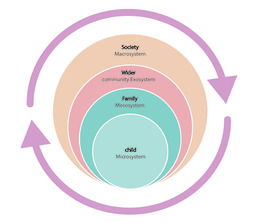 Society
Macrosystem
Wider
community Exosystem
Family
Mesosystem
child
Microsystem